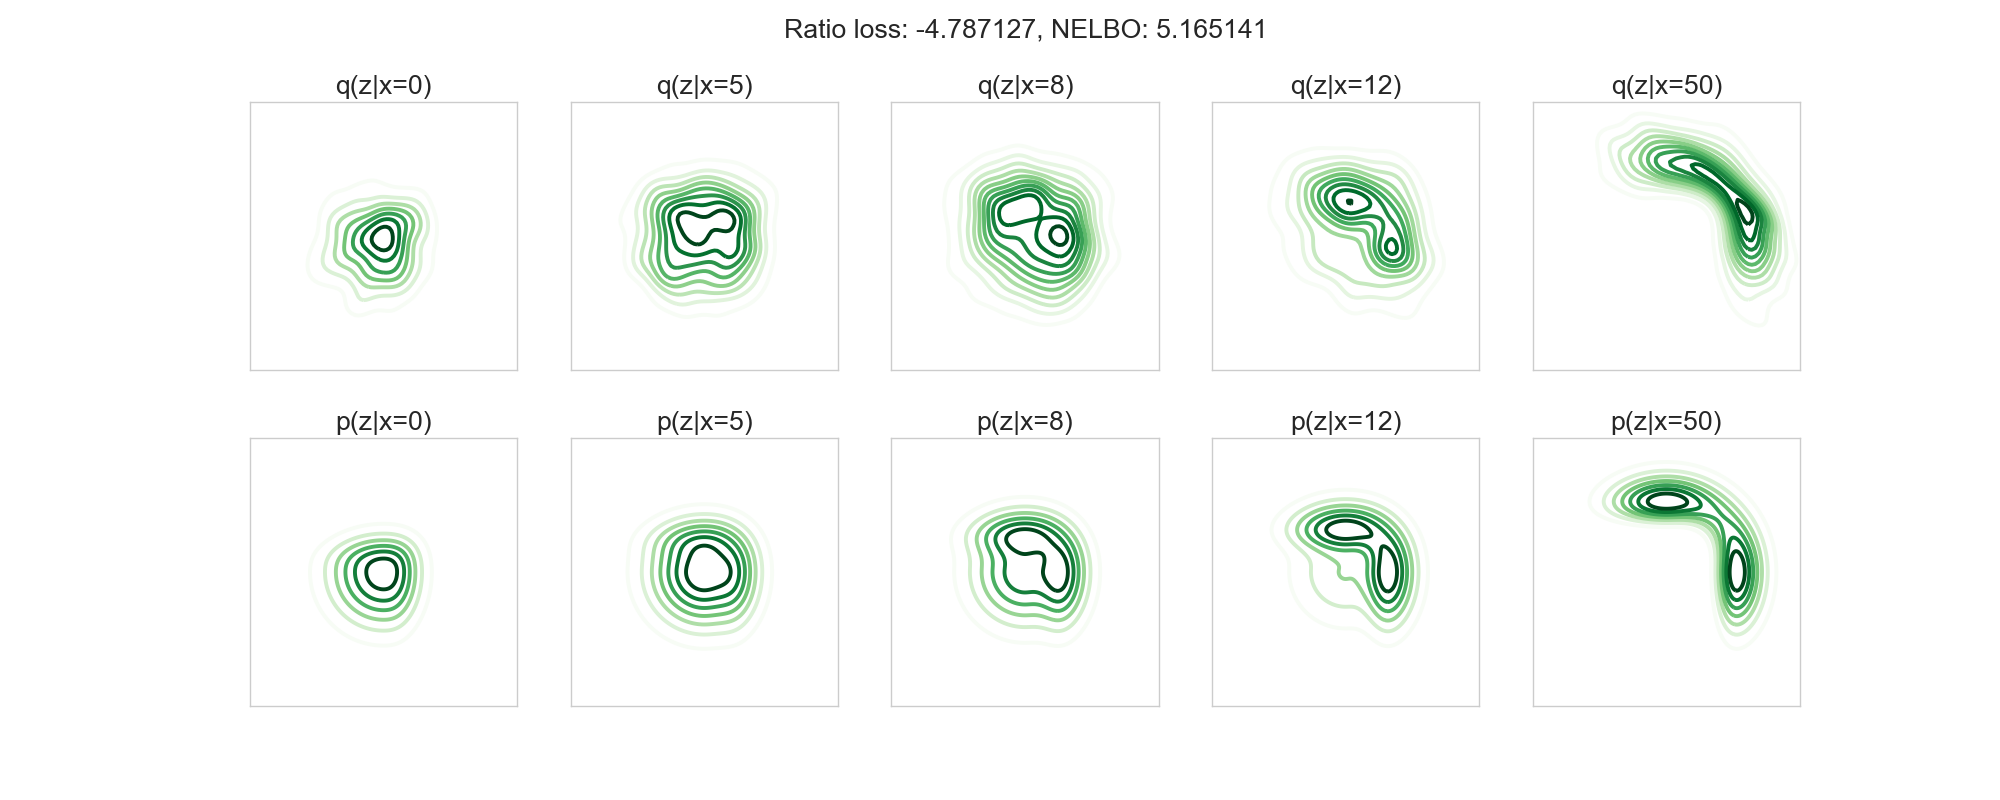 Ratio loss: -4.787127, NELBO: 5.165141
q(z|x=0) q(z|x=5) q(z|x=8) q(z|x=12) q(z|x=50)
p(z|x=0) p(z|x=5) p(z|x=8) p(z|x=12) p(z|x=50)